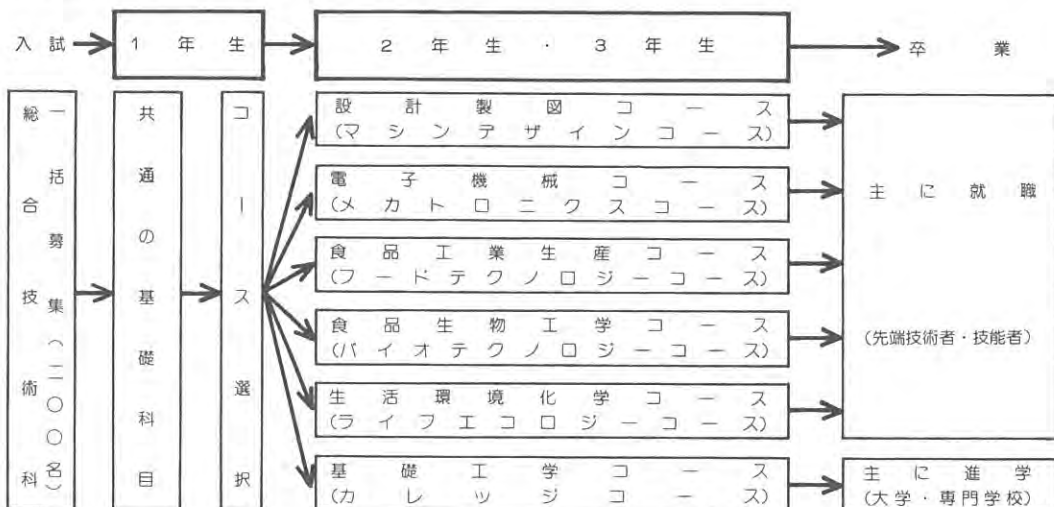 入試
1年生
2年生・3年生
卒業
総合技術科
一括募集(二〇〇名)
共通の基礎科目
コース選択
設計製図コース
(マシンデザインコース)
電子機械コース
(メカトロニクスコース)
食品工業生産コース
(フードテクノロジーコース)
食品生物工学コース
(バイオテクノロジーコース)
生活環境化学コース
(ライフエコロジーコース)
基礎工学コース
(カレッジコース)
主に就職
(先端技術者・技能者)
主に進学
(大学・専門学校)